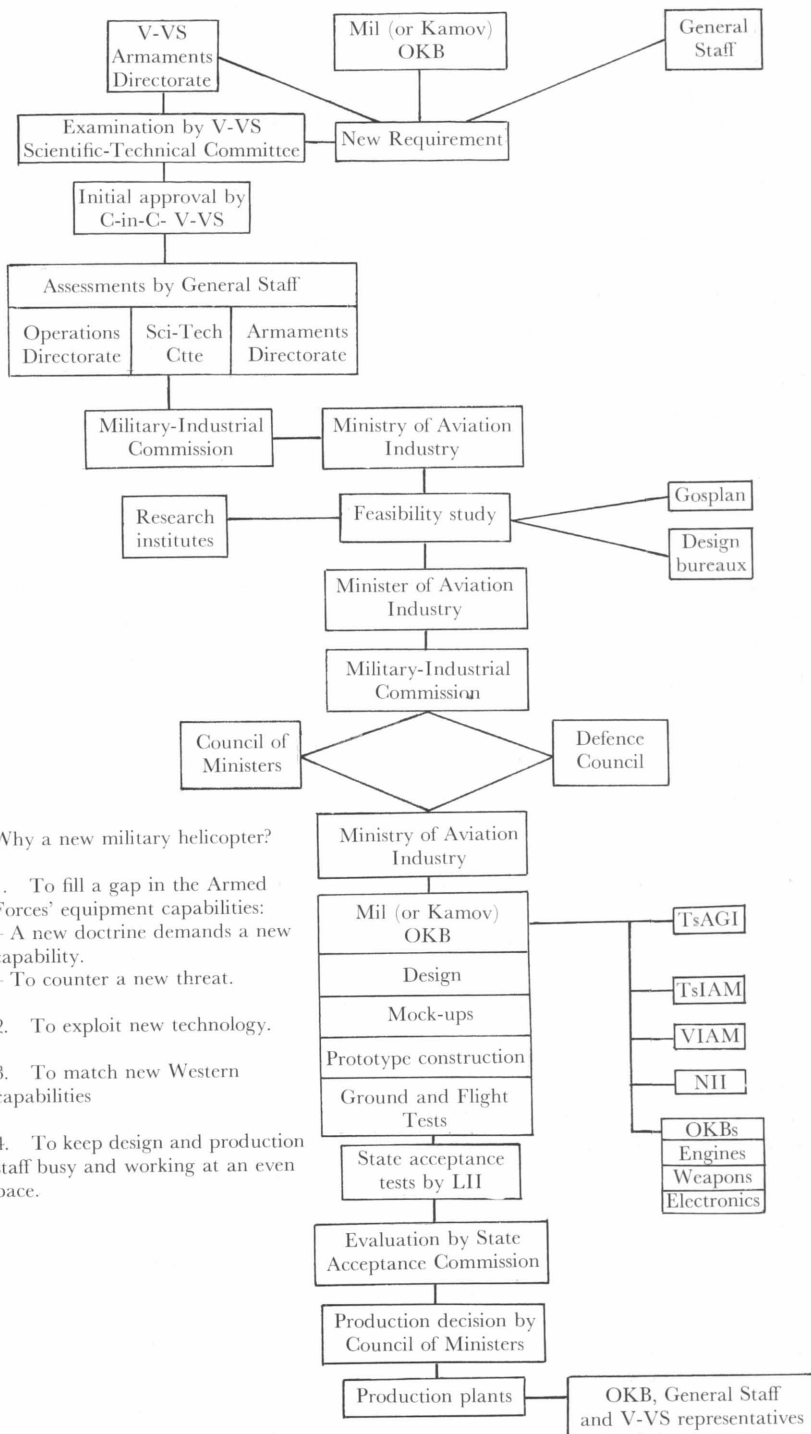 V-VS
Armaments
Directorate
Mil (or Kamov)
OKB
General
Staff
Examination by V-VS
Scientific-Technical Committee
New Requirement
Initial approval by
C-in-C- V-VS
Assessments by General Staff
Operations
Directorate
Sci-Tech
Ctte
Armaments
Directorate
Military-Industrial
Commission
Ministry of Aviation
Industry
Research
institutes
Feasibility study
Gosplan
Design
bureaux
Minister of Aviation
Industry
Military-Industrial
Commission
Council of
Ministers
Defence
Council
Why a new military helicopter?
1. To fill a gap in the Armed
Forces' equipment capabilities:
– A new doctrine demands a new
capability.
– To counter a new threat.
2. To exploit new technology.
3. To match new Western
capabilities
4. To keep design and production
staff busy and working at an even
pace.
Ministry of Aviation
Industry
Mil (or Kamov)
OKB
Design
Mock-ups
Prototype construction
Ground and Flight
Tests
TsAGI
TsIAM
VIAM
NII
OKBs
Engines
Weapons
Electronics
State acceptance
tests by LII
Evaluation by State
Acceptance Commission
Production decision by
Council of Ministers
Production plants
OKB, General Staff
and V-VS representatives